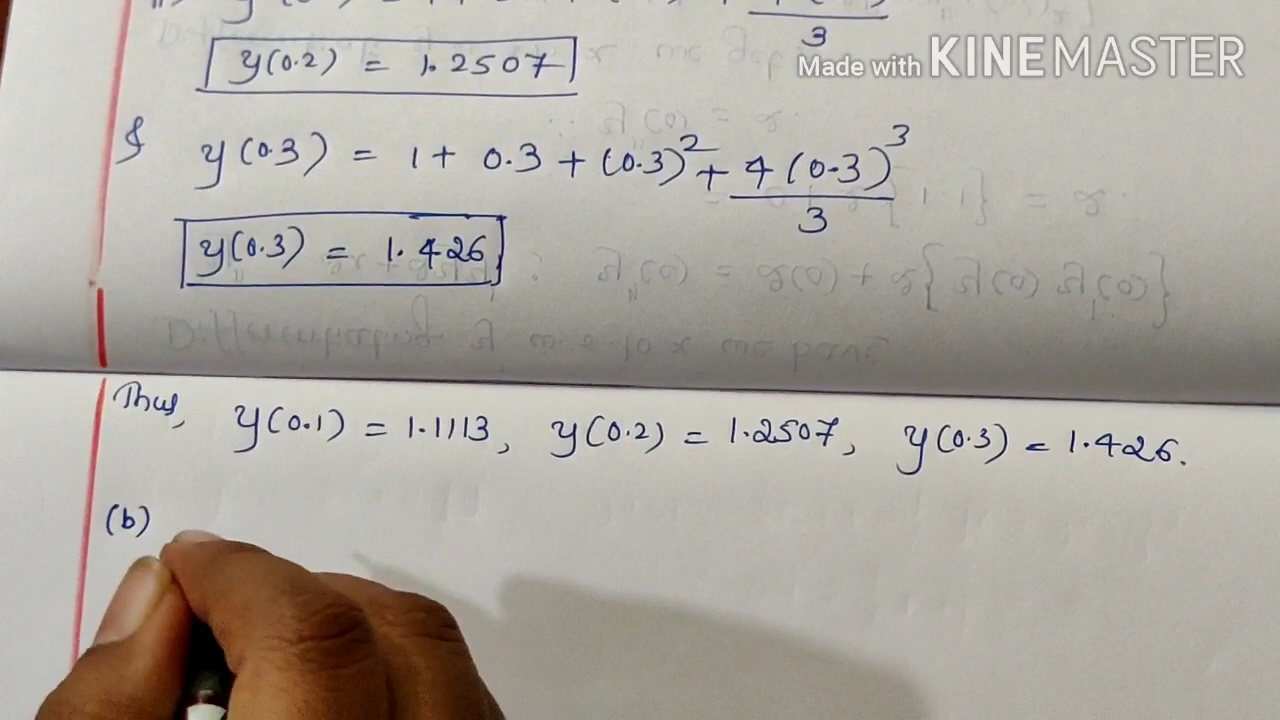 3
y(0.2) = 1.2507
Made with KINEMASTER
& y(0.3) = 1 + 0.3 + (0.3)² + 4(0.3)³/3
y(0.3) = 1.426
Thus, y(0.1) = 1.1113, y(0.2) = 1.2507, y(0.3) = 1.426.
(b)